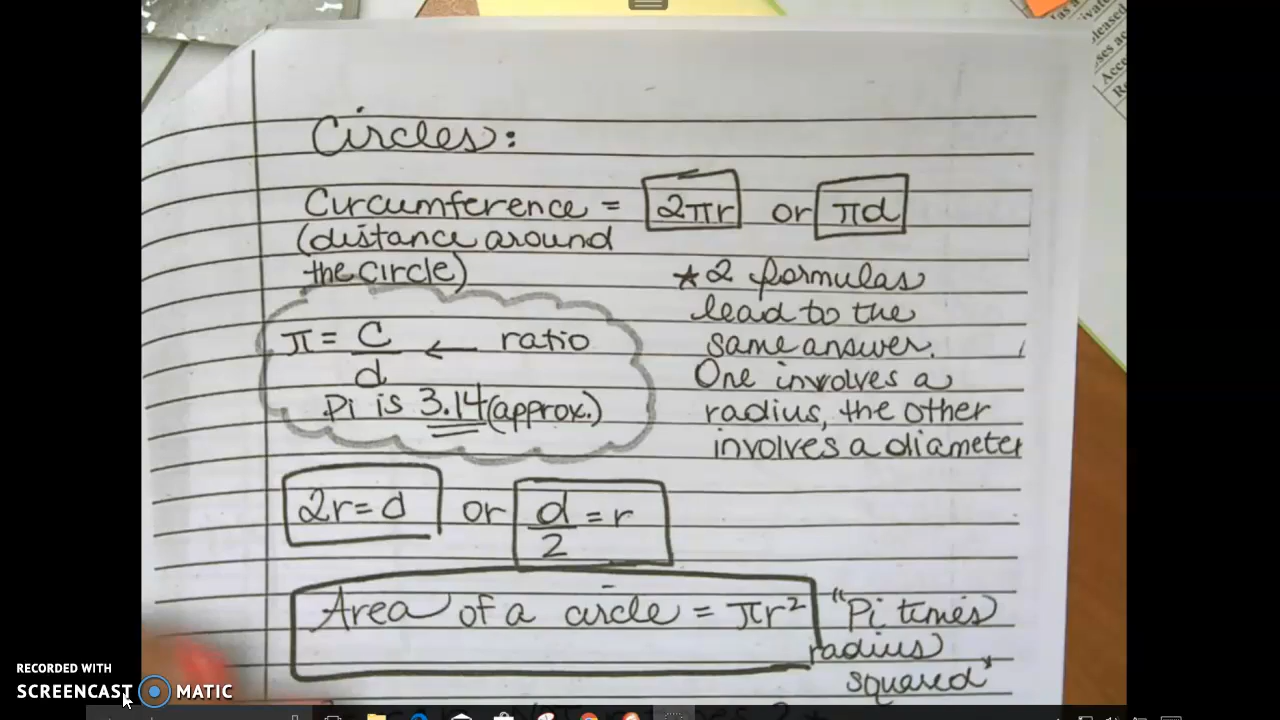 Circles:
Circumference = 2πr or πd
(distance around
the circle)
★2 formulas
lead to the
same answer.
One involves a
radius, the other
involves a diameter
π = C/d ← ratio
Pi is 3.14 (approx.)
2r = d or d/2 = r
Area of a circle = πr² "Pi times
radius
squared"
RECORDED WITH
SCREENCAST MATIC